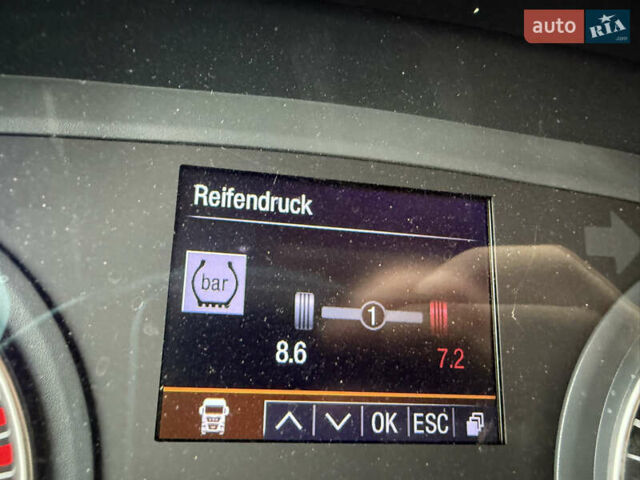 auto RIA.com
Reifendruck
bar
1
8.6 7.2
OK ESC